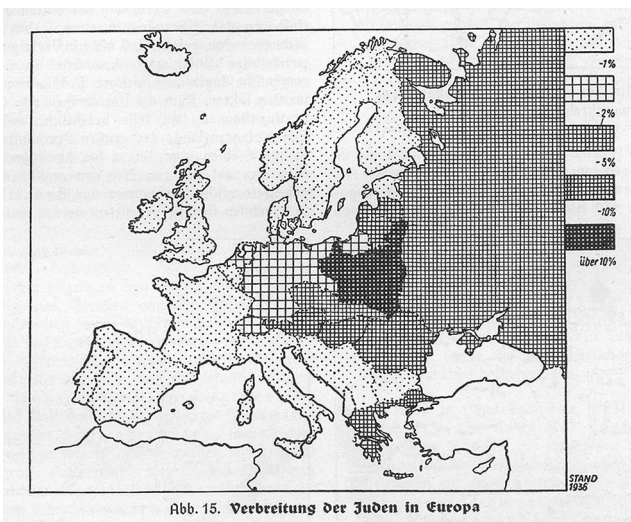 -1%
-2%
-5%
-10%
über 10%
STAND
1936
Abb. 15. Verbreitung der Juden in Europa